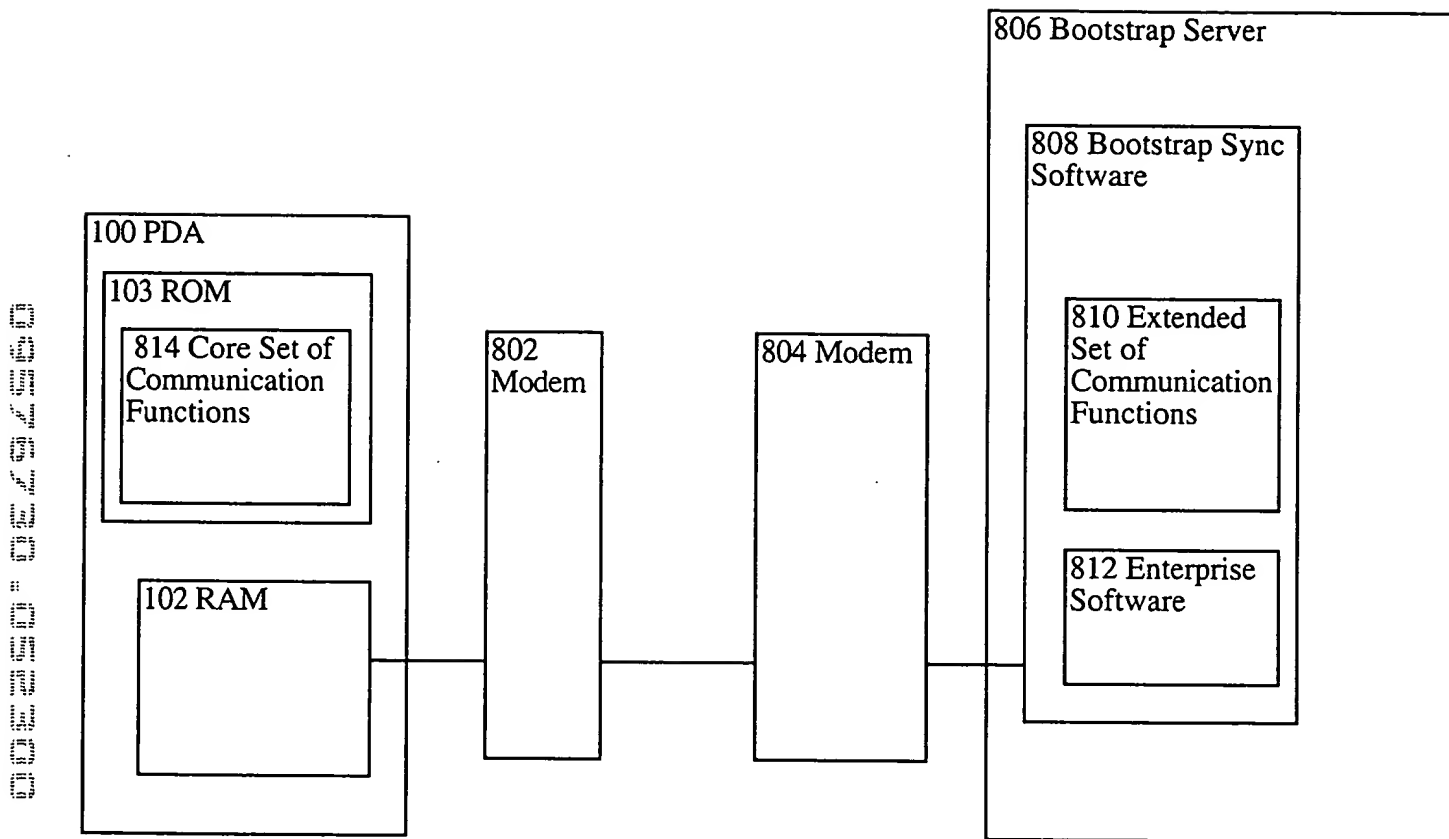 806 Bootstrap Server
808 Bootstrap Sync
Software
100 PDA
103 ROM
814 Core Set of
Communication
Functions
802
Modem
804 Modem
810 Extended
Set of
Communication
Functions
102 RAM
812 Enterprise
Software